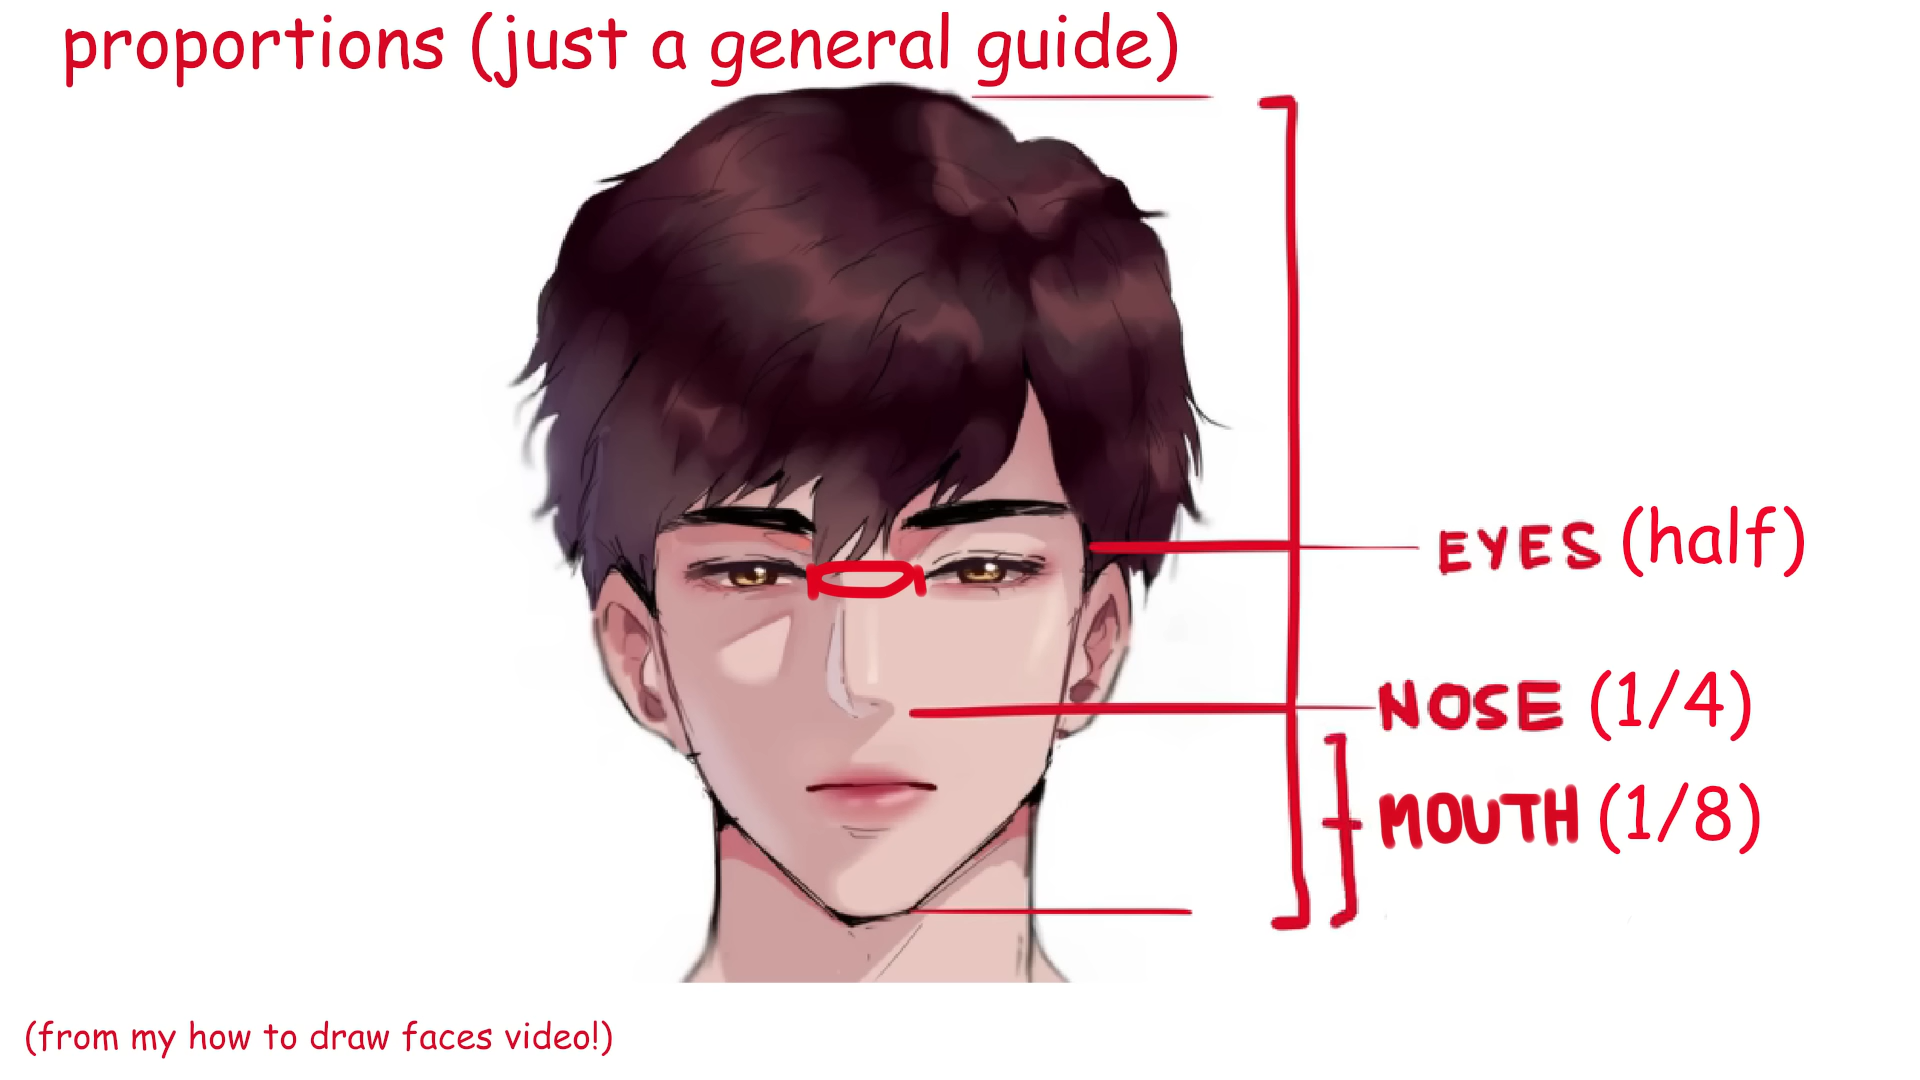 proportions (just a general guide)
EYES (half)
NOSE (1/4)
MOUTH (1/8)
(from my how to draw faces video!)